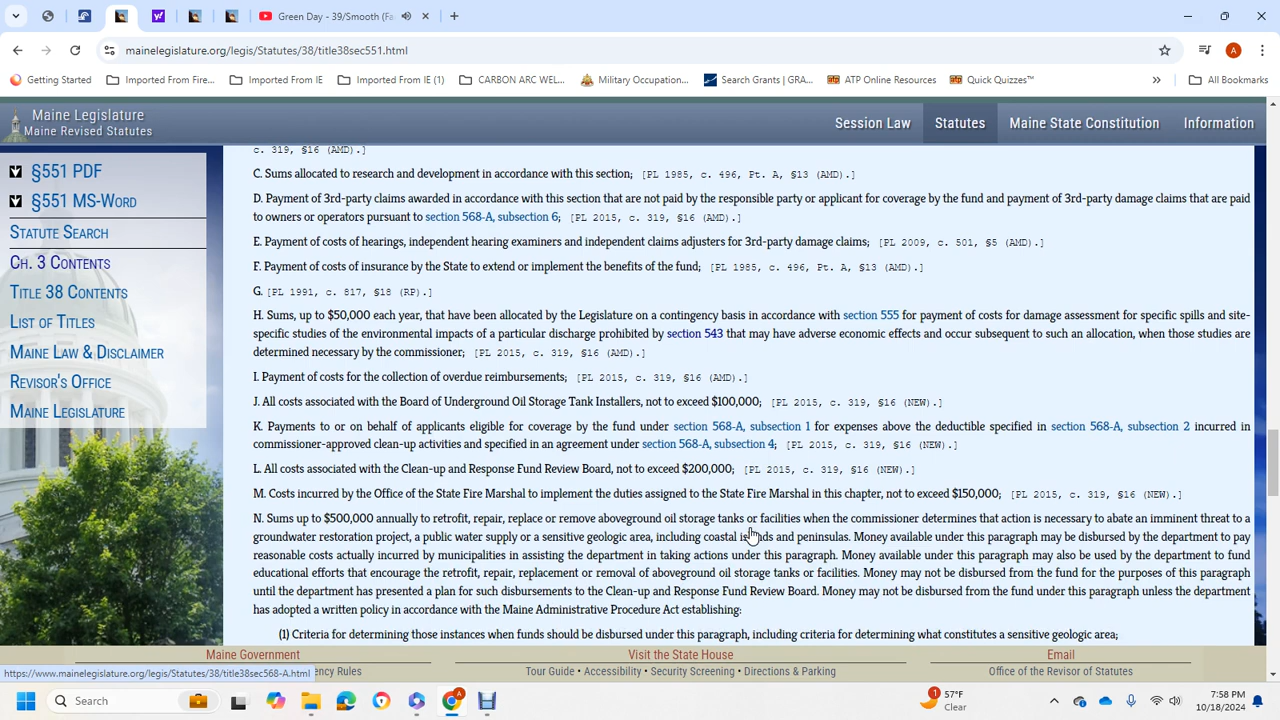 Green Day - 39/Smooth (Fa
mainelegislature.org/legis/Statutes/38/title38sec551.html
Getting Started
Imported From Fire...
Imported From IE
Imported From IE (1)
CARBON ARC WEL...
Military Occupation...
Search Grants | GRA...
ATP Online Resources
Quick Quizzes™
»
All Bookmarks
Maine Legislature
Maine Revised Statutes
Session Law
Statutes
Maine State Constitution
Information
§551 PDF
§551 MS-Word
Statute Search
Ch. 3 Contents
Title 38 Contents
List of Titles
Maine Law & Disclaimer
Revisor's Office
Maine Legislature
c. 319, §16 (AMD).]
C. Sums allocated to research and development in accordance with this section; [PL 1985, c. 496, Pt. A, §13 (AMD).]
D. Payment of 3rd-party claims awarded in accordance with this section that are not paid by the responsible party or applicant for coverage by the fund and payment of 3rd-party damage claims that are paid
to owners or operators pursuant to section 568-A, subsection 6; [PL 2015, c. 319, §16 (AMD).]
E. Payment of costs of hearings, independent hearing examiners and independent claims adjusters for 3rd-party damage claims; [PL 2009, c. 501, §5 (AMD).]
F. Payment of costs of insurance by the State to extend or implement the benefits of the fund; [PL 1985, c. 496, Pt. A, §13 (AMD).]
G. [PL 1991, c. 817, §18 (RP).]
H. Sums, up to $50,000 each year, that have been allocated by the Legislature on a contingency basis in accordance with section 555 for payment of costs for damage assessment for specific spills and site-
specific studies of the environmental impacts of a particular discharge prohibited by section 543 that may have adverse economic effects and occur subsequent to such an allocation, when those studies are
determined necessary by the commissioner; [PL 2015, c. 319, §16 (AMD).]
I. Payment of costs for the collection of overdue reimbursements; [PL 2015, c. 319, §16 (AMD).]
J. All costs associated with the Board of Underground Oil Storage Tank Installers, not to exceed $100,000; [PL 2015, c. 319, §16 (NEW).]
K. Payments to or on behalf of applicants eligible for coverage by the fund under section 568-A, subsection 1 for expenses above the deductible specified in section 568-A, subsection 2 incurred in
commissioner-approved clean-up activities and specified in an agreement under section 568-A, subsection 4; [PL 2015, c. 319, §16 (NEW).]
L. All costs associated with the Clean-up and Response Fund Review Board, not to exceed $200,000; [PL 2015, c. 319, §16 (NEW).]
M. Costs incurred by the Office of the State Fire Marshal to implement the duties assigned to the State Fire Marshal in this chapter, not to exceed $150,000; [PL 2015, c. 319, §16 (NEW).]
N. Sums up to $500,000 annually to retrofit, repair, replace or remove aboveground oil storage tanks or facilities when the commissioner determines that action is necessary to abate an imminent threat to a
groundwater restoration project, a public water supply or a sensitive geologic area, including coastal islands and peninsulas. Money available under this paragraph may be disbursed by the department to pay
reasonable costs actually incurred by municipalities in assisting the department in taking actions under this paragraph. Money available under this paragraph may also be used by the department to fund
educational efforts that encourage the retrofit, repair, replacement or removal of aboveground oil storage tanks or facilities. Money may not be disbursed from the fund for the purposes of this paragraph
until the department has presented a plan for such disbursements to the Clean-up and Response Fund Review Board. Money may not be disbursed from the fund under this paragraph unless the department
has adopted a written policy in accordance with the Maine Administrative Procedure Act establishing:
(1) Criteria for determining those instances when funds should be disbursed under this paragraph, including criteria for determining what constitutes a sensitive geologic area;
Maine Government
Visit the State House
Email
https://www.mainelegislature.org/legis/Statutes/38/title38sec568-A.html
ency Rules
Tour Guide • Accessibility • Security Screening • Directions & Parking
Office of the Revisor of Statutes
Search
1
57°F
Clear
7:58 PM
10/18/2024